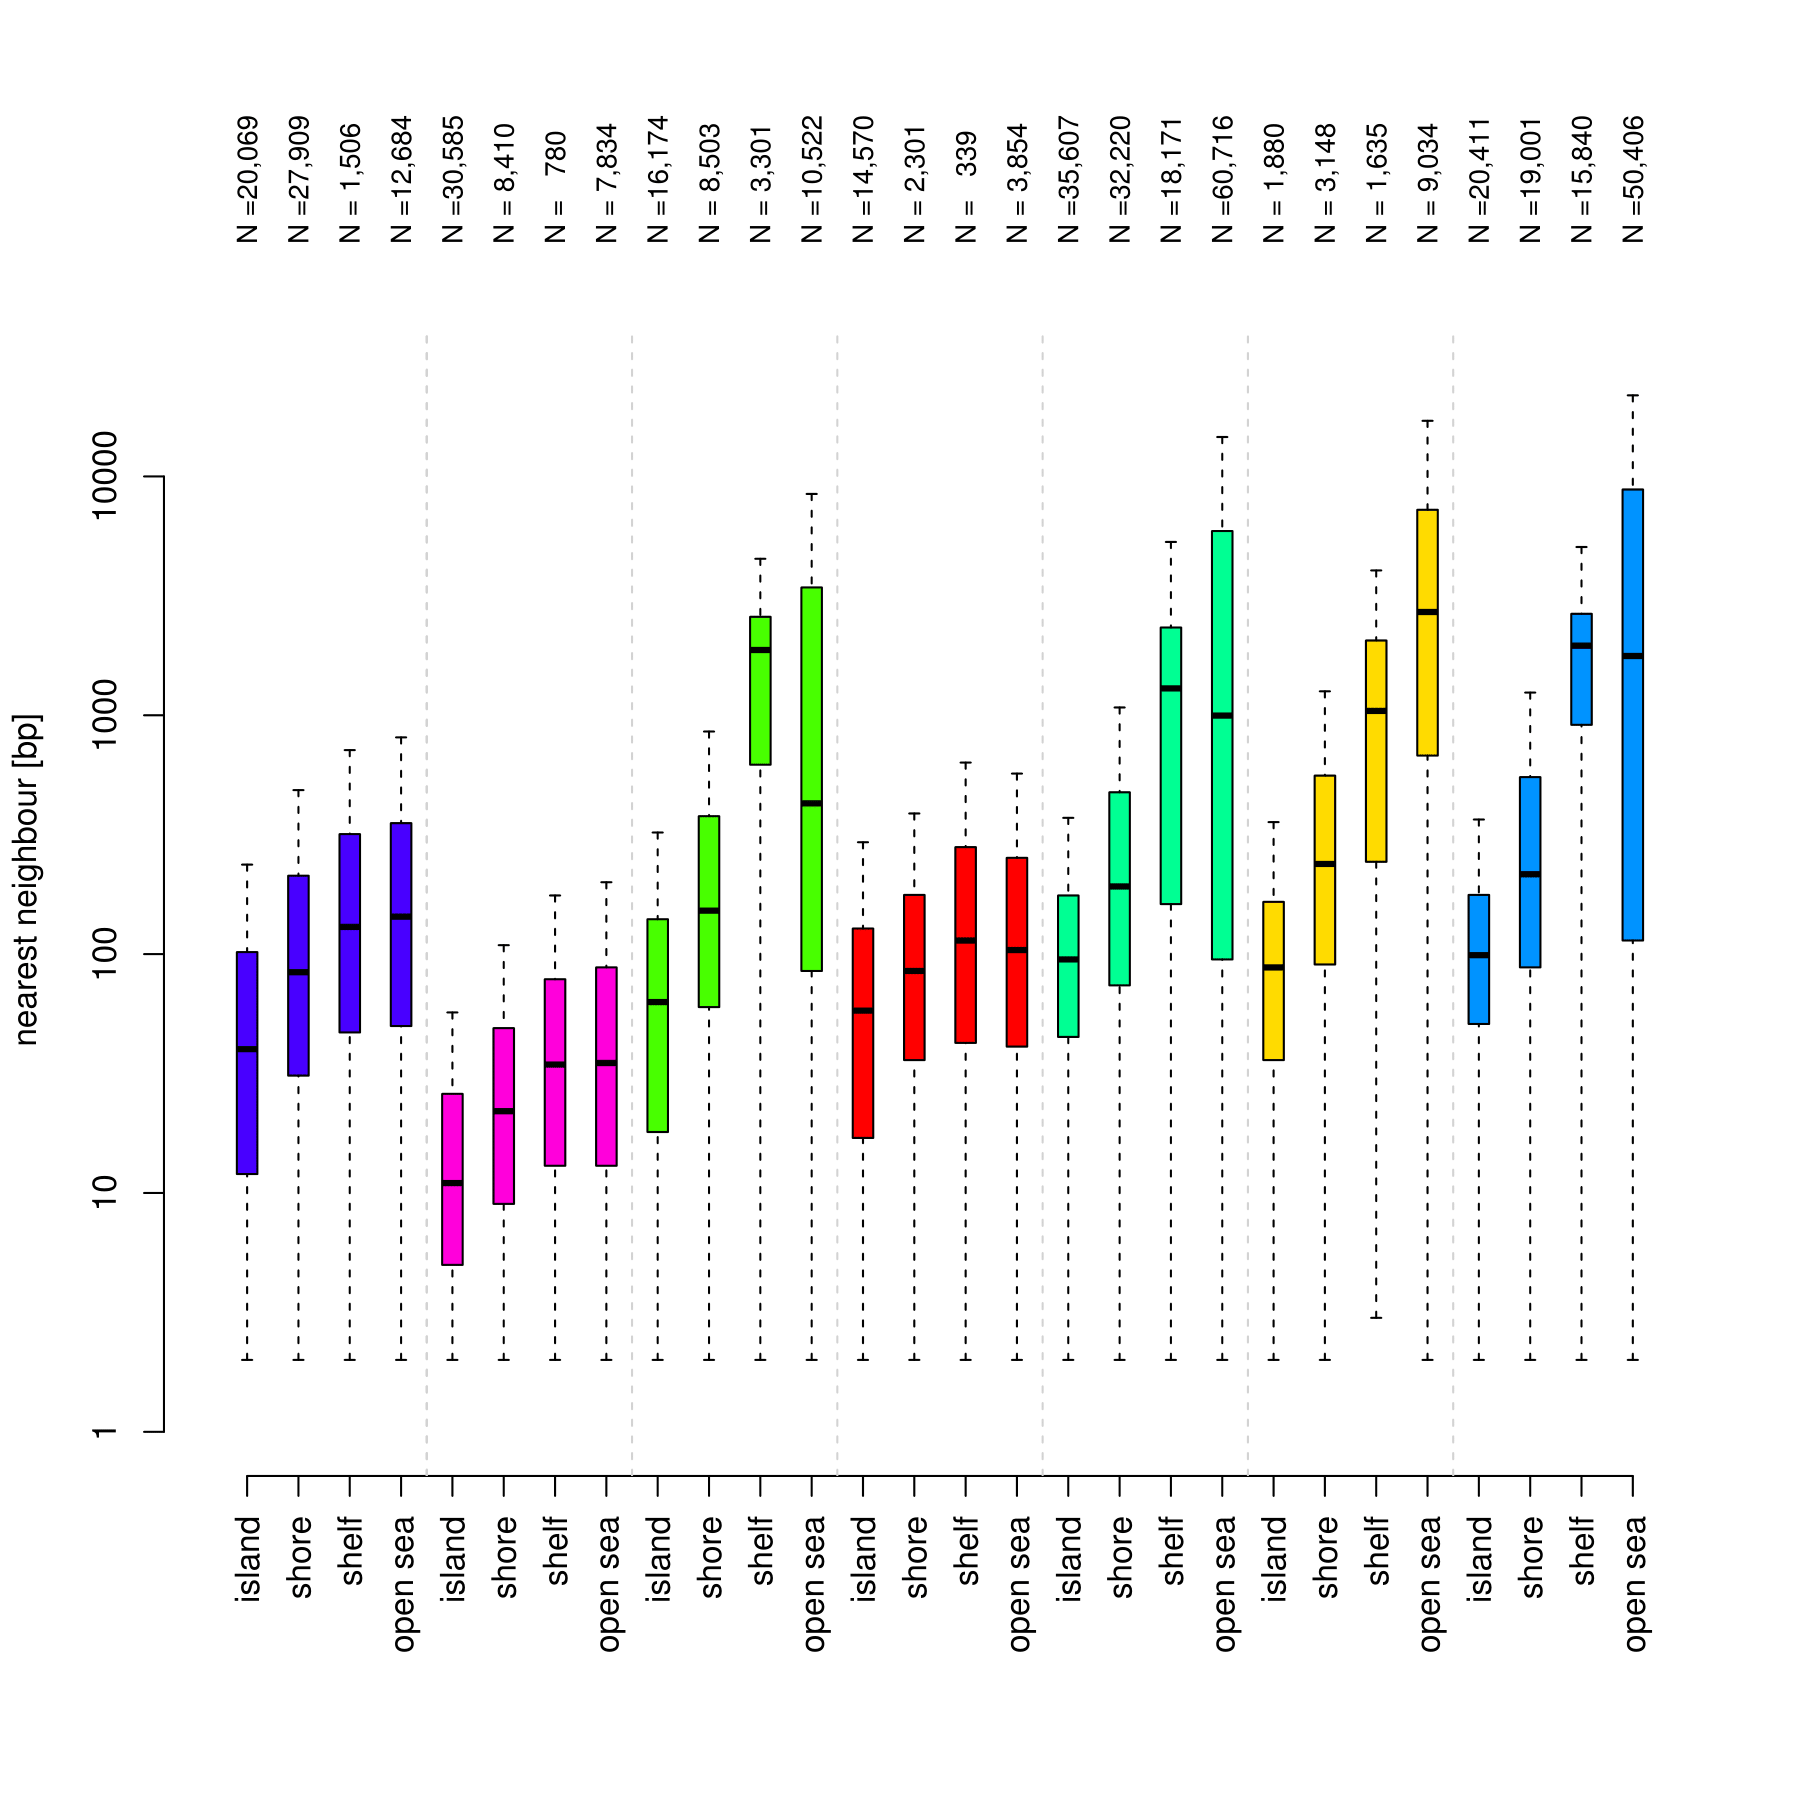 N =20,069
N =27,909
N = 1,506
N =12,684
N =30,585
N = 8,410
N = 780
N = 7,834
N =16,174
N = 8,503
N = 3,301
N =10,522
N =14,570
N = 2,301
N = 339
N = 3,854
N =35,607
N =32,220
N =18,171
N =60,716
N = 1,880
N = 3,148
N = 1,635
N = 9,034
N =20,411
N =19,001
N =15,840
N =50,406
nearest neighbour [bp]
10000
1000
100
10
1
island
shore
shelf
open sea
island
shore
shelf
open sea
island
shore
shelf
open sea
island
shore
shelf
open sea
island
shore
shelf
open sea
island
shore
shelf
open sea
island
shore
shelf
open sea